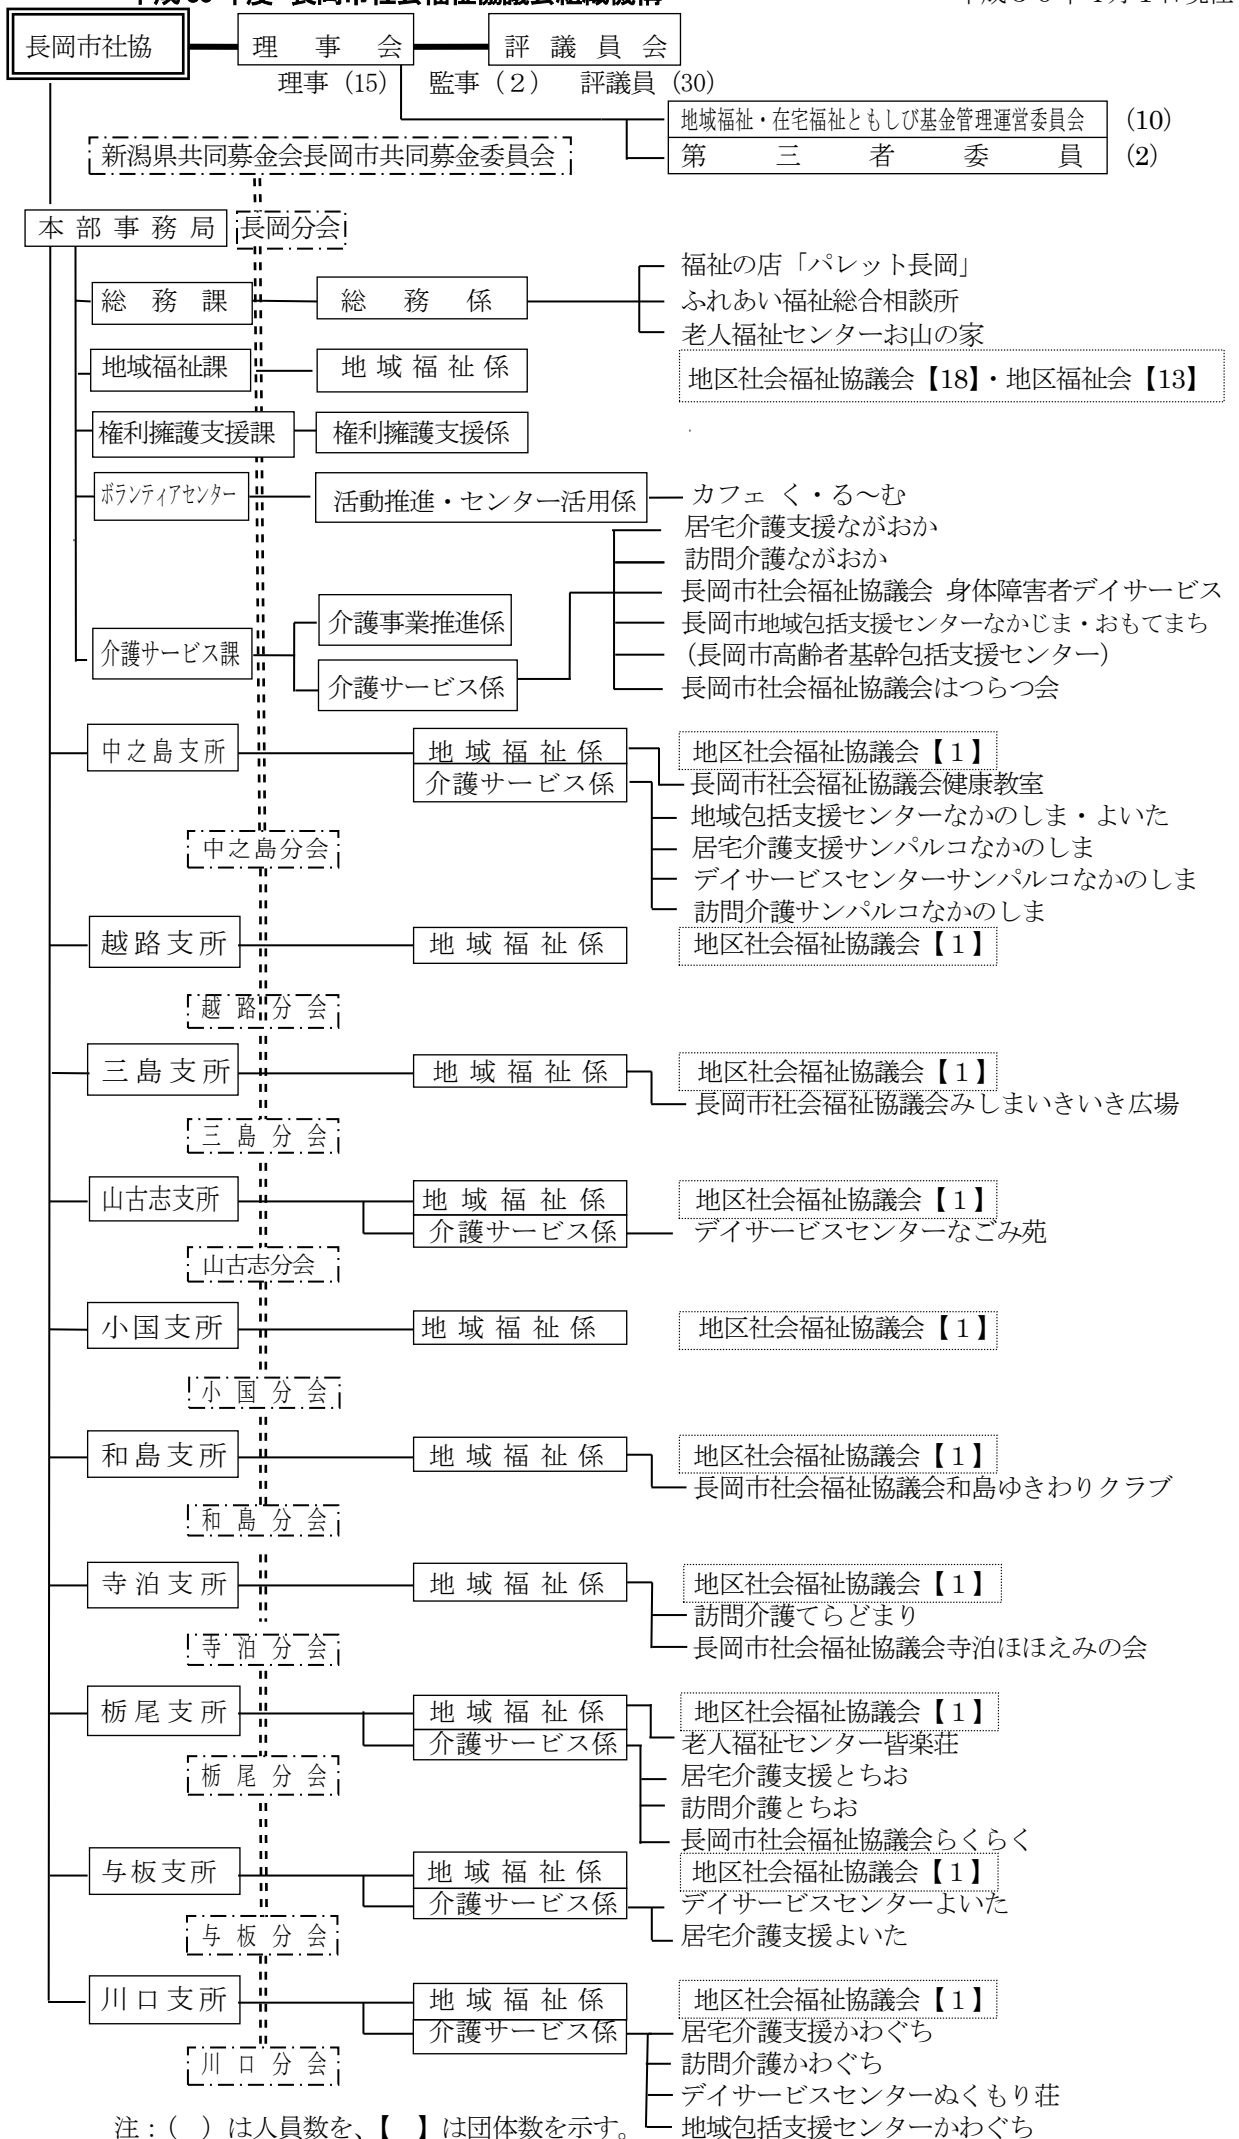 平成30年度 長岡市社会福祉協議会組織機構
平成30年4月1日現在
長岡市社協 理事会 評議員会
理事 (15) 監事 (2) 評議員 (30)
地域福祉・在宅福祉ともしび基金管理運営委員会 (10)
第三者委員 (2)
新潟県共同募金会長岡市共同募金委員会
本部事務局 長岡分会
福祉の店「パレット長岡」
総務課 総務係 ふれあい福祉総合相談所
老人福祉センターお山の家
地域福祉課 地域福祉係 地区社会福祉協議会【18】・地区福祉会【13】
権利擁護支援課 権利擁護支援係
ボランティアセンター 活動推進・センター活用係 カフェ く・る～む
居宅介護支援ながおか
訪問介護ながおか
長岡市社会福祉協議会 身体障害者デイサービス
介護事業推進係 長岡市地域包括支援センターなかじま・おもてまち
介護サービス課 (長岡市高齢者基幹包括支援センター)
介護サービス係 長岡市社会福祉協議会はつらつ会
中之島支所 地域福祉係 地区社会福祉協議会【1】
介護サービス係 長岡市社会福祉協議会健康教室
地域包括支援センターなかのしま・よいた
中之島分会 居宅介護支援サンパルコなかのしま
デイサービスセンターサンパルコなかのしま
訪問介護サンパルコなかのしま
越路支所 地域福祉係 地区社会福祉協議会【1】
越路分会
三島支所 地域福祉係 地区社会福祉協議会【1】
長岡市社会福祉協議会みしまいきいき広場
三島分会
山古志支所 地域福祉係 地区社会福祉協議会【1】
介護サービス係 デイサービスセンターなごみ苑
山古志分会
小国支所 地域福祉係 地区社会福祉協議会【1】
小国分会
和島支所 地域福祉係 地区社会福祉協議会【1】
長岡市社会福祉協議会和島ゆきわりクラブ
和島分会
寺泊支所 地域福祉係 地区社会福祉協議会【1】
訪問介護てらどまり
寺泊分会 長岡市社会福祉協議会寺泊ほほえみの会
栃尾支所 地域福祉係 地区社会福祉協議会【1】
介護サービス係 老人福祉センター皆楽荘
栃尾分会 居宅介護支援とちお
訪問介護とちお
長岡市社会福祉協議会らくらく
与板支所 地域福祉係 地区社会福祉協議会【1】
介護サービス係 デイサービスセンターよいた
与板分会 居宅介護支援よいた
川口支所 地域福祉係 地区社会福祉協議会【1】
介護サービス係 居宅介護支援かわぐち
川口分会 訪問介護かわぐち
デイサービスセンターぬくもり荘
注：( )は人員数を、【 】は団体数を示す。 地域包括支援センターかわぐち